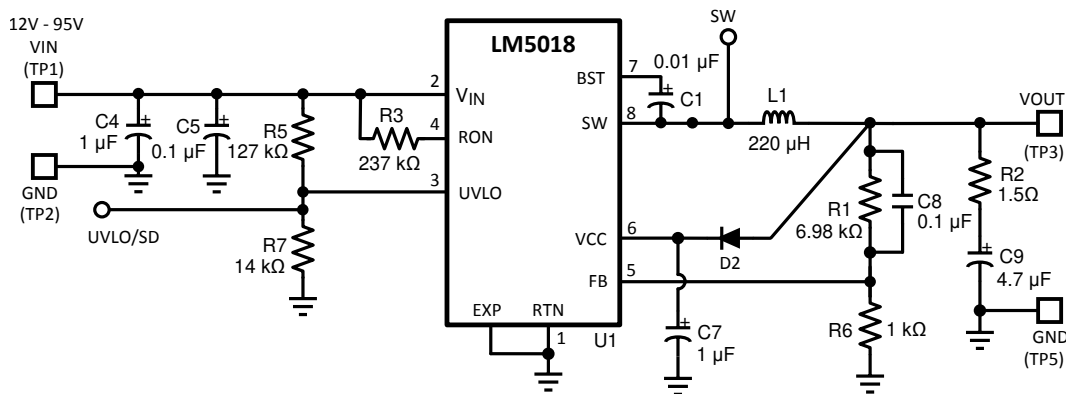 12V - 95V
VIN
(TP1)
GND
(TP2)
UVLO/SD
C4
1 µF
+
C5
0.1 µF
+
R5
127 kΩ
R7
14 kΩ
R3
237 kΩ
2
4
3
LM5018
VIN
RON
UVLO
EXP
RTN
1
U1
BST
SW
VCC
FB
7
8
6
5
0.01 µF
+
C1
SW
L1
220 µH
D2
+
C7
1 µF
R1
6.98 kΩ
C8
0.1 µF
R6
1 kΩ
R2
1.5Ω
+
C9
4.7 µF
VOUT
(TP3)
GND
(TP5)